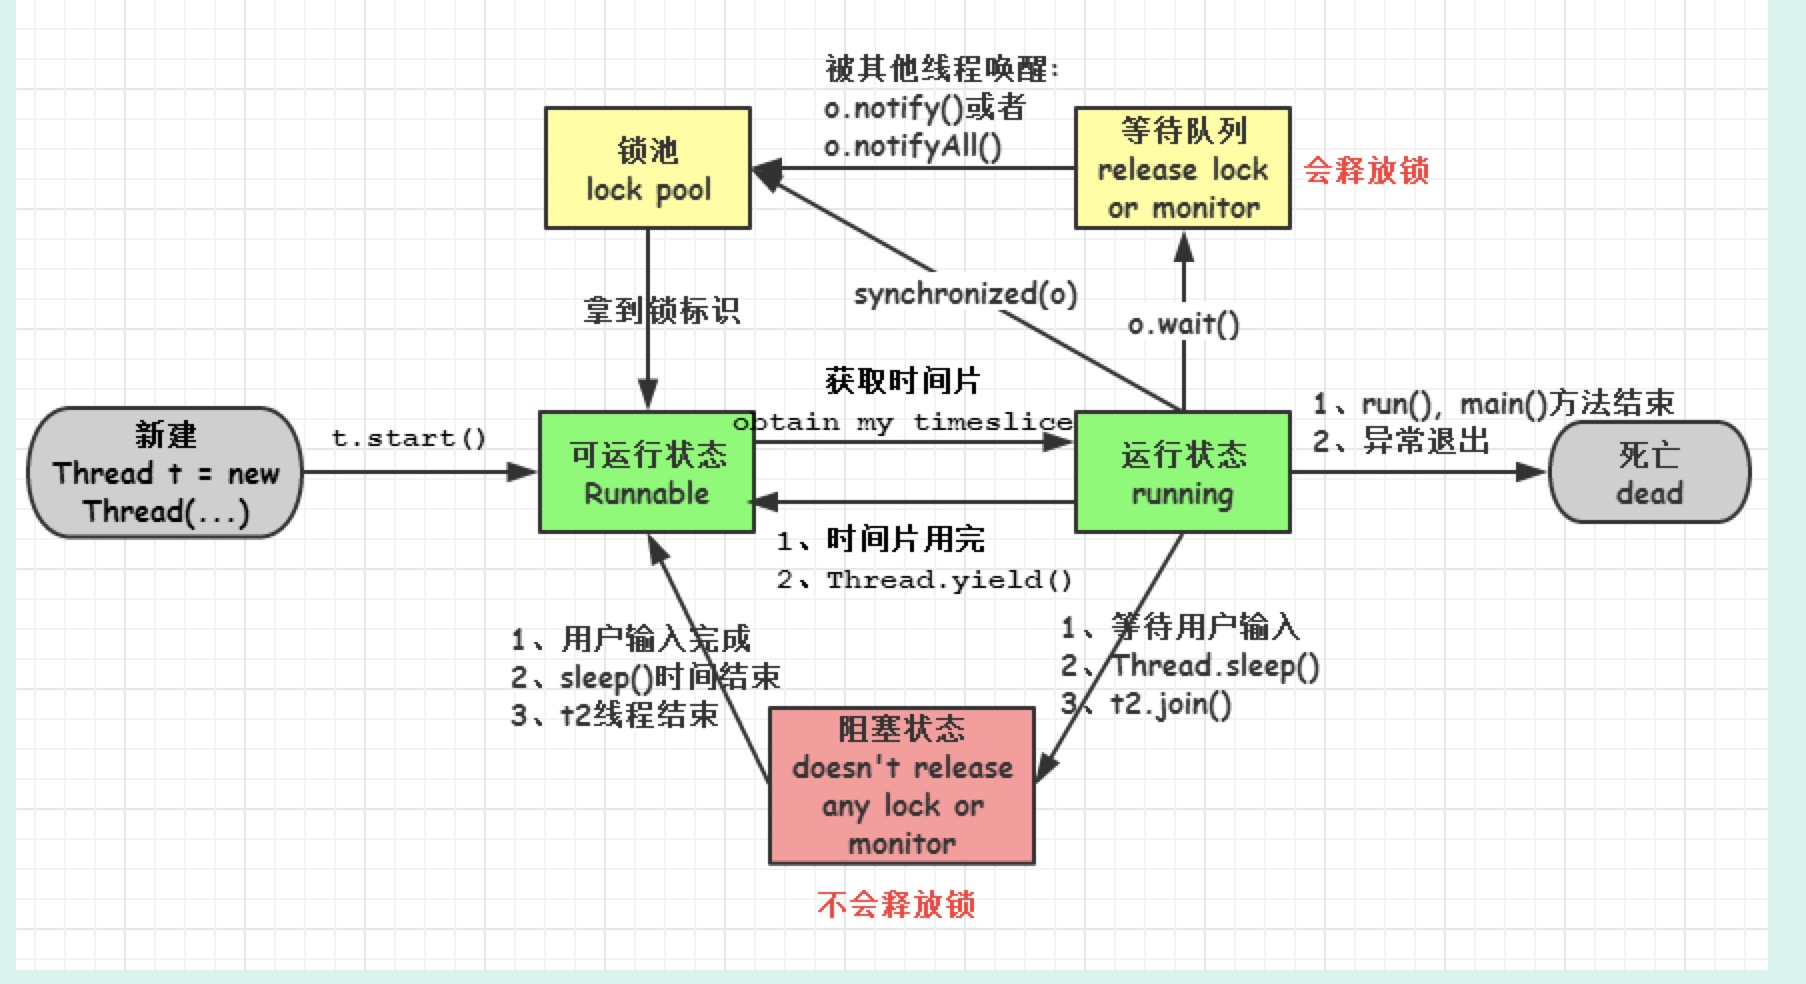 被其他线程唤醒:
o.notify()或者
o.notifyAll()
锁池
lock pool
等待队列
release lock
or monitor
会释放锁
synchronized(o)
o.wait()
拿到锁标识
获取时间片
obtain my timeslice
新建
Thread t = new
Thread(...)
t.start()
可运行状态
Runnable
运行状态
running
1、run(), main()方法结束
2、异常退出
死亡
dead
1、时间片用完
2、Thread.yield()
1、用户输入完成
2、sleep()时间结束
3、t2线程结束
1、等待用户输入
2、Thread.sleep()
3、t2.join()
阻塞状态
doesn't release
any lock or
monitor
不会释放锁